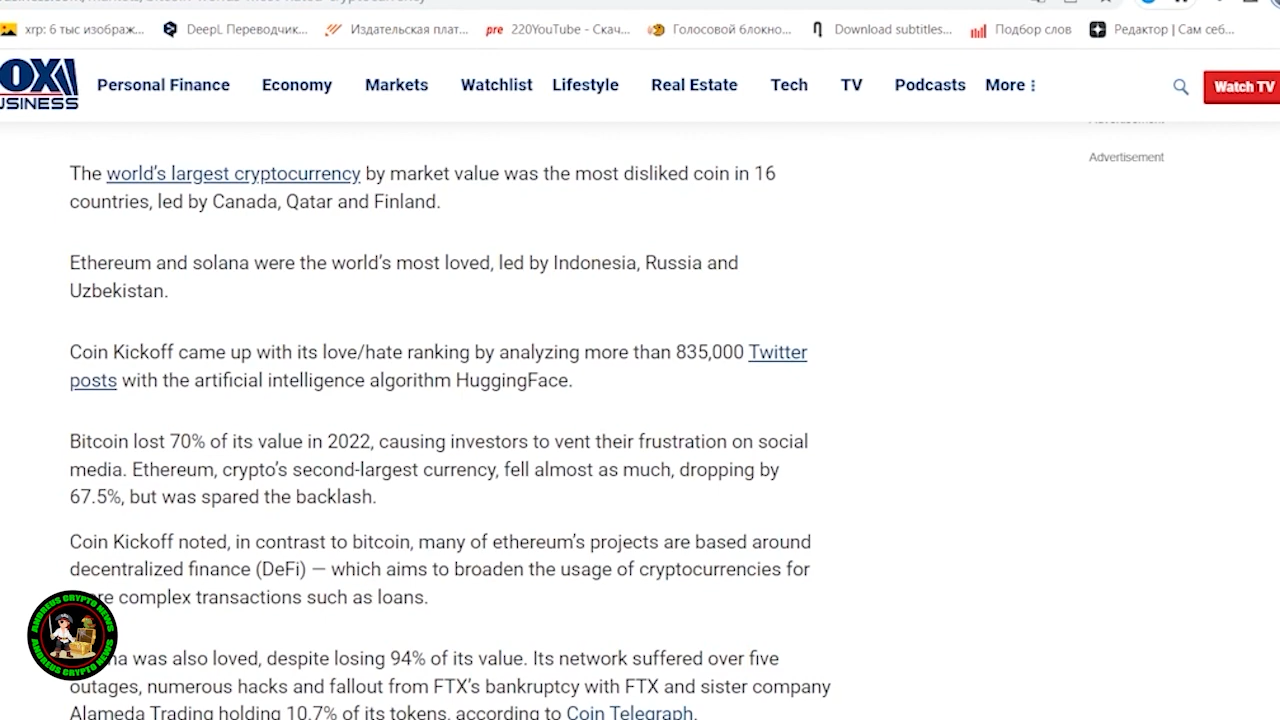 xrp: 6 тыс изображ...
DeepL Переводчик...
Издательская плат...
pre 220YouTube - Скач...
Голосовой блокно...
Download subtitles...
Подбор слов
Редактор | Сам себ...
OX
USINESS
Personal Finance
Economy
Markets
Watchlist
Lifestyle
Real Estate
Tech
TV
Podcasts
More
Watch TV
Advertisement
The world's largest cryptocurrency by market value was the most disliked coin in 16
countries, led by Canada, Qatar and Finland.
Ethereum and solana were the world's most loved, led by Indonesia, Russia and
Uzbekistan.
Coin Kickoff came up with its love/hate ranking by analyzing more than 835,000 Twitter
posts with the artificial intelligence algorithm HuggingFace.
Bitcoin lost 70% of its value in 2022, causing investors to vent their frustration on social
media. Ethereum, crypto's second-largest currency, fell almost as much, dropping by
67.5%, but was spared the backlash.
Coin Kickoff noted, in contrast to bitcoin, many of ethereum's projects are based around
decentralized finance (DeFi) — which aims to broaden the usage of cryptocurrencies for
complex transactions such as loans.
was also loved, despite losing 94% of its value. Its network suffered over five
outages, numerous hacks and fallout from FTX's bankruptcy with FTX and sister company
Alameda Trading holding 10.7% of its tokens, according to Coin Telegraph.
ANDREUS CRYPTO NEWS
ANDREUS CRYPTO NEWS